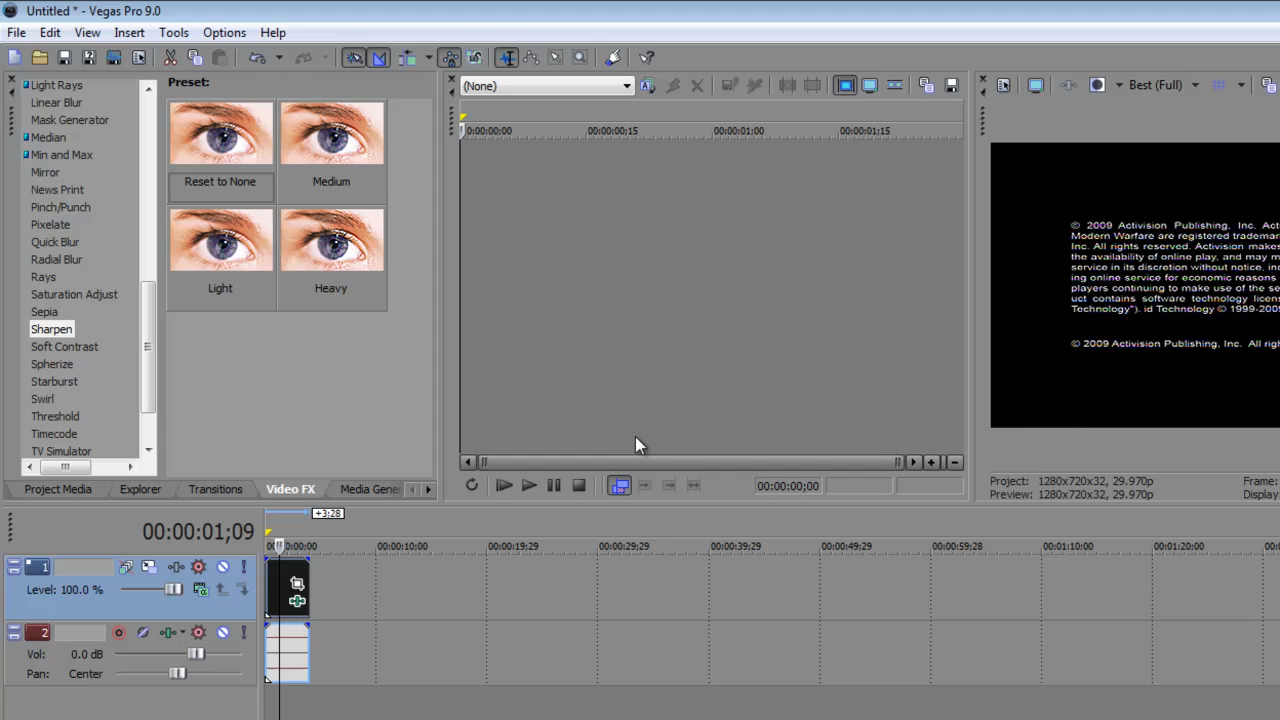 Untitled * - Vegas Pro 9.0
File Edit View Insert Tools Options Help
Light Rays
Linear Blur
Mask Generator
Median
Min and Max
Mirror
News Print
Pinch/Punch
Pixelate
Quick Blur
Radial Blur
Rays
Saturation Adjust
Sepia
Sharpen
Soft Contrast
Spherize
Starburst
Swirl
Threshold
Timecode
TV Simulator
Preset:
Reset to None
Medium
Light
Heavy
Project Media Explorer Transitions Video FX Media Gene
(None)
0:00:00:00 00:00:00:15 00:00:01:00 00:00:01:15
00:00:00;00
Best (Full)
© 2009 Activision Publishing, Inc. Act
Modern Warfare are registered trademar
Inc. All rights reserved. Activision makes
the availability of online play, and may m
service in its discretion without notice, inc
ing online service for economic reasons
players continuing to make use of the se
uct contains software technology licens
Technology"). id Technology © 1999-2009
© 2009 Activision Publishing, Inc. All righ
Project: 1280x720x32, 29.970p
Preview: 1280x720x32, 29.970p
Frame:
Display:
+3:28
00:00:01;09
0:00:00 00:00:10;00 00:00:19;29 00:00:29;29 00:00:39;29 00:00:49;29 00:00:59;28 00:01:10;00 00:01:20;00
1
Level: 100.0 %
2
Vol: 0.0 dB
Pan: Center